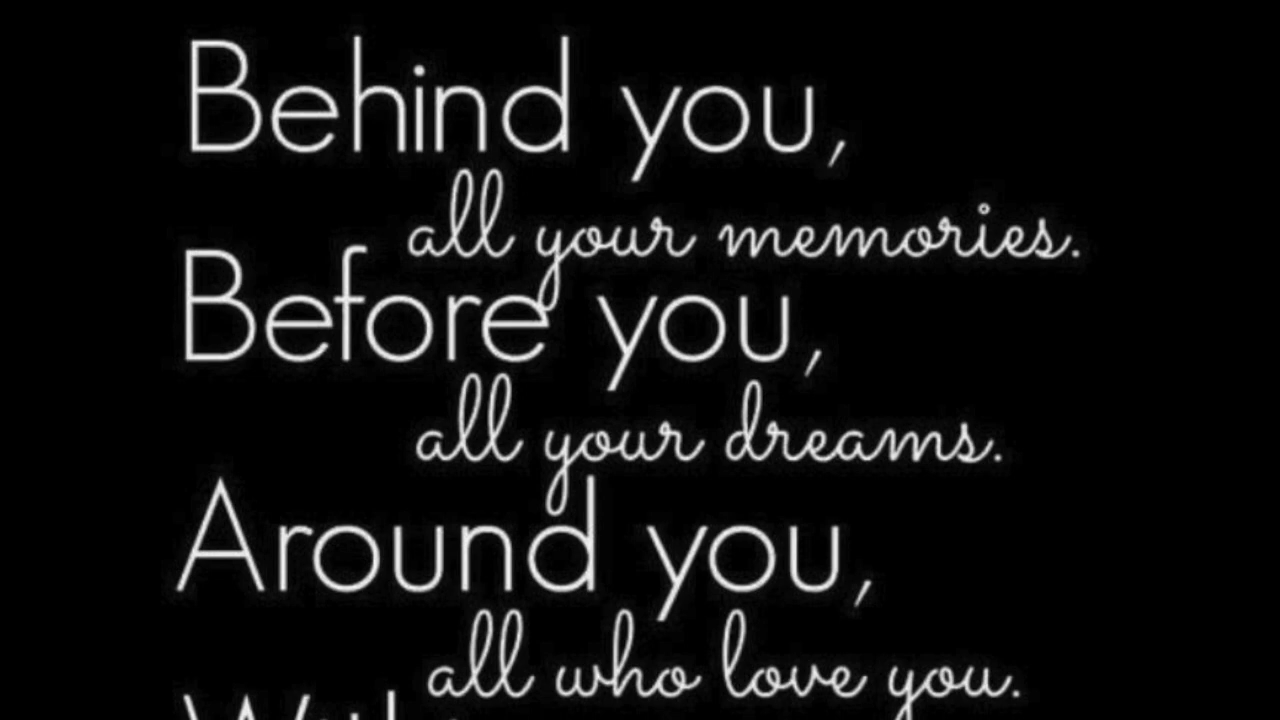 Behind you,
all your memories.
Before you,
all your dreams.
Around you,
all who love you.